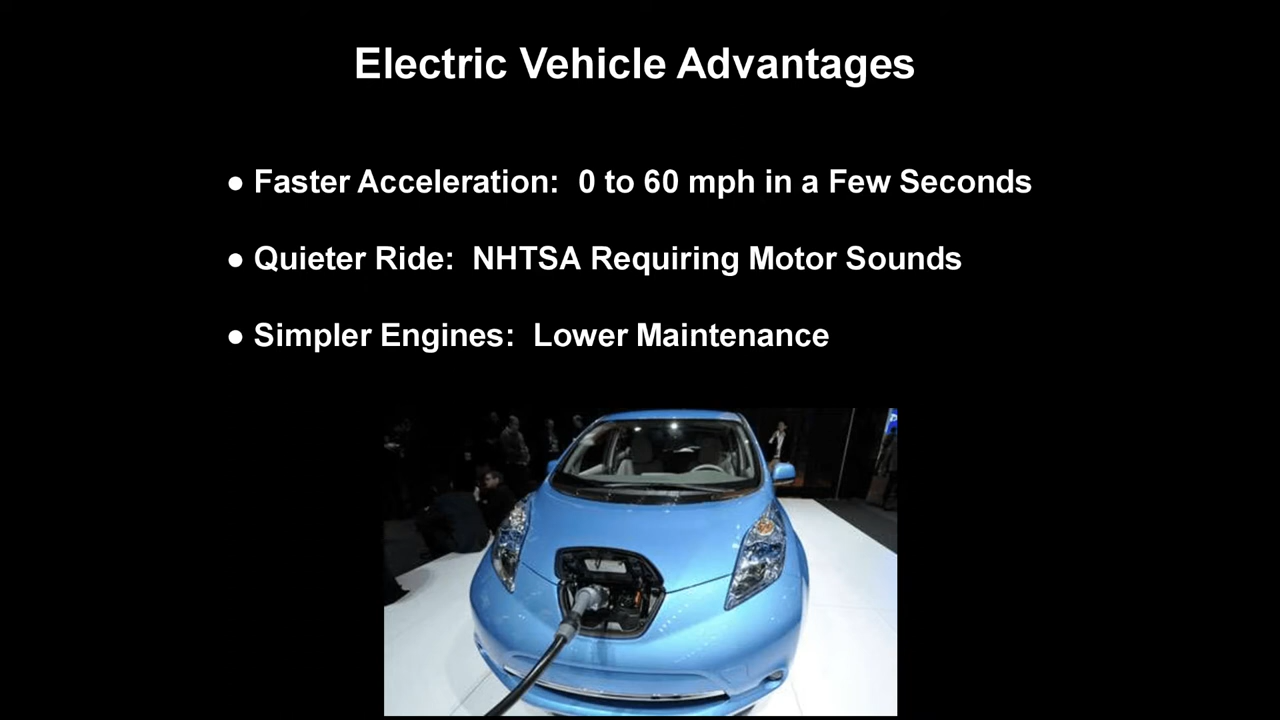 Electric Vehicle Advantages
● Faster Acceleration:  0 to 60 mph in a Few Seconds
● Quieter Ride:  NHTSA Requiring Motor Sounds
● Simpler Engines:  Lower Maintenance